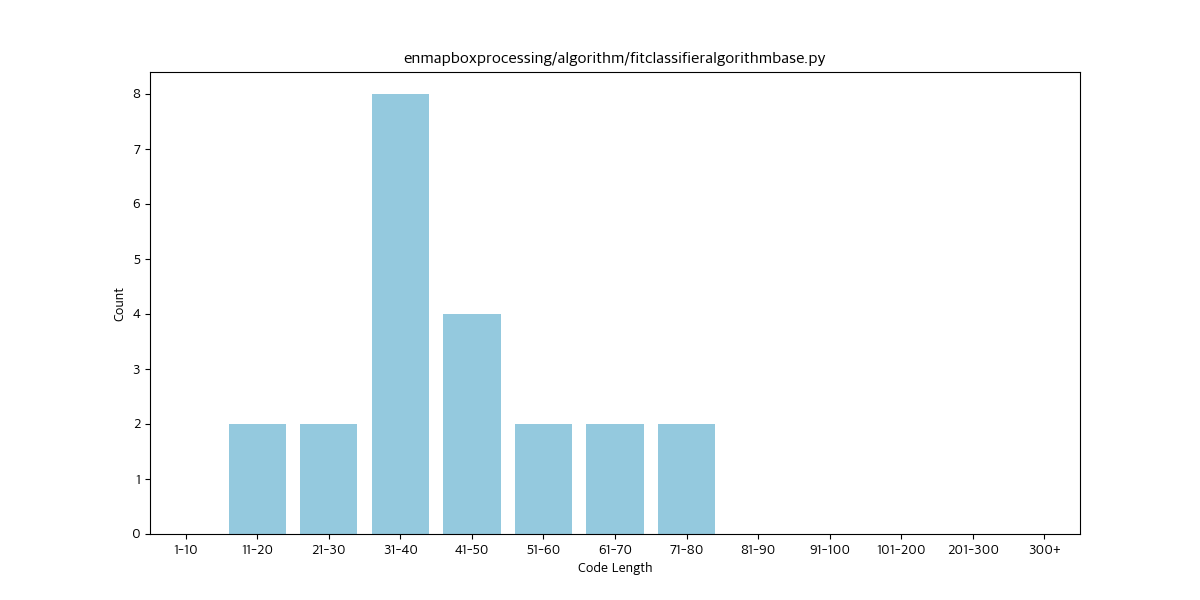 enmapboxprocessing/algorithm/fitclassifieralgorithmbase.py
8
7
6
5
4
3
2
1
0
Count
1-10 11-20 21-30 31-40 41-50 51-60 61-70 71-80 81-90 91-100 101-200 201-300 300+
Code Length